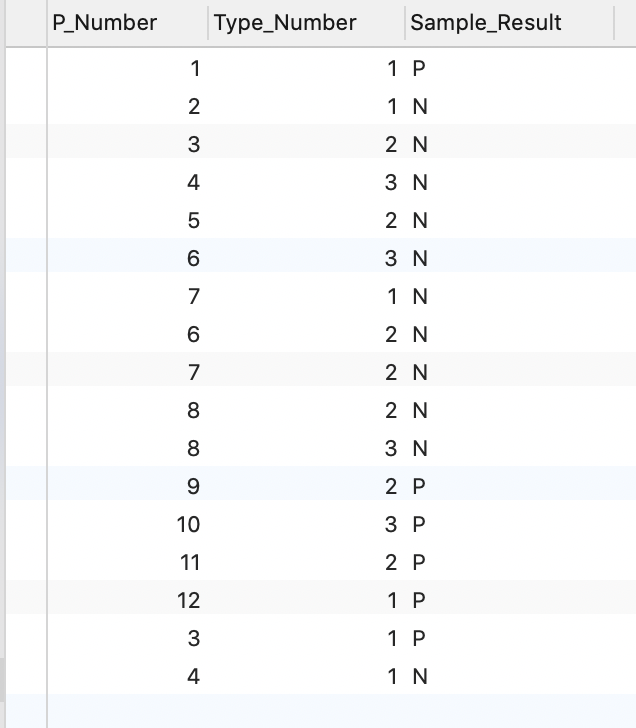 P_Number Type_Number Sample_Result
1 1 P
2 1 N
3 2 N
4 3 N
5 2 N
6 3 N
7 1 N
6 2 N
7 2 N
8 2 N
8 3 N
9 2 P
10 3 P
11 2 P
12 1 P
3 1 P
4 1 N